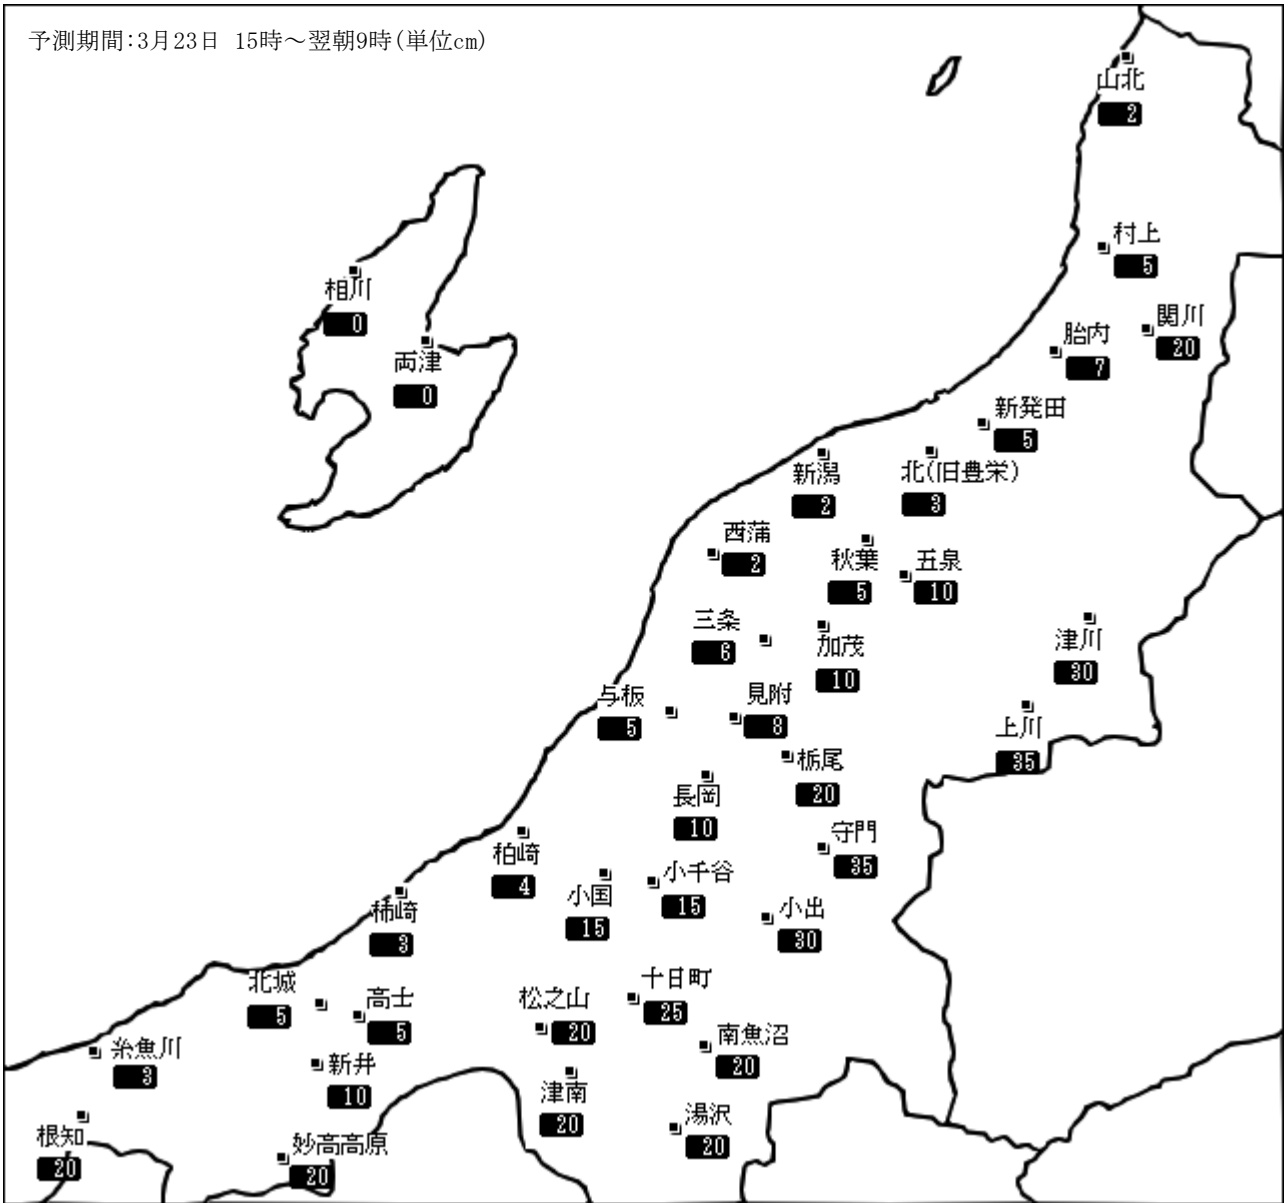 予測期間:3月23日 15時～翌朝9時(単位cm)
山北
2
村上
5
相川
0
関川
20
胎内
7
両津
0
新発田
5
新潟
2
北(旧豊栄)
3
西蒲
2
秋葉
5
五泉
10
三条
6
加茂
10
津川
30
与板
5
見附
8
上川
35
栃尾
20
長岡
10
守門
35
柏崎
4
小国
15
小千谷
15
小出
30
柿崎
3
北城
5
高士
5
松之山
20
十日町
25
南魚沼
20
糸魚川
3
新井
10
津南
20
湯沢
20
根知
20
妙高高原
20